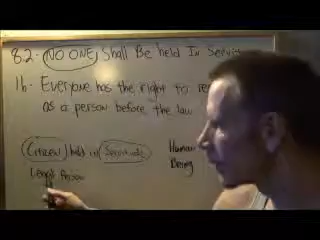 8.2. NO ONE, Shall Be held In Servi
16. Everyone has the right to re
as a person before the law
Citizen held in Servitude Human
Legal Person Being